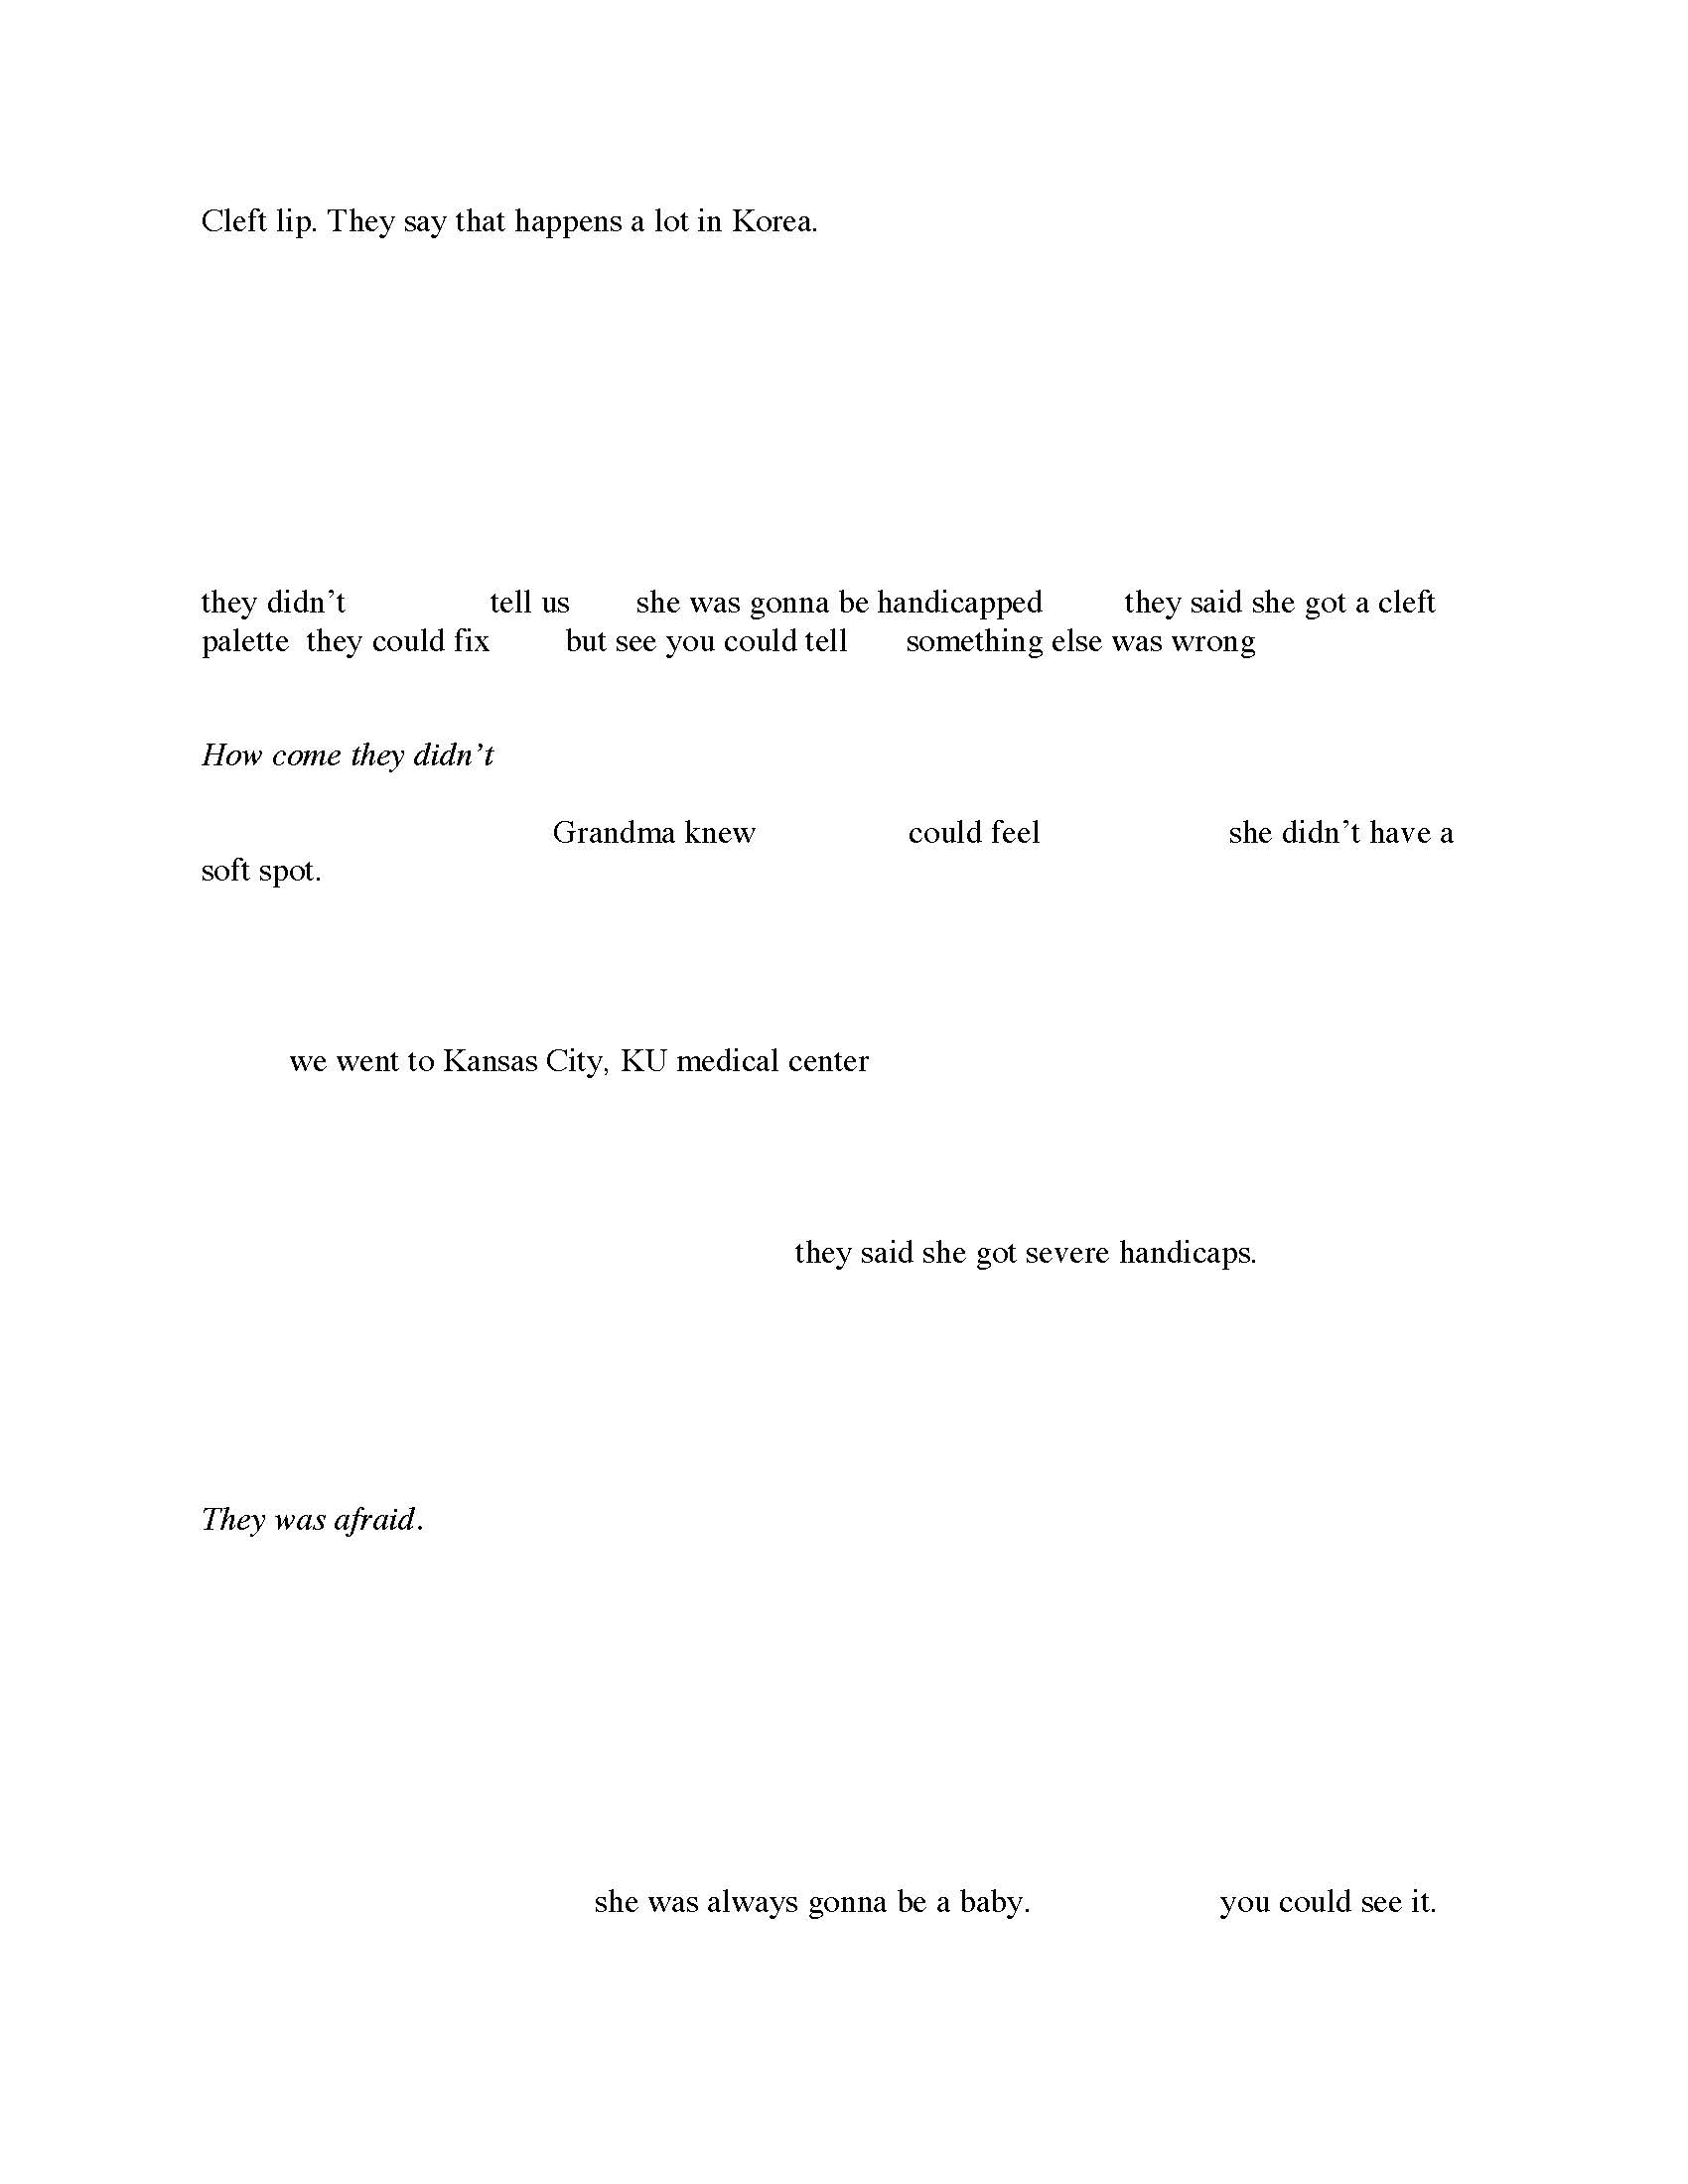 Cleft lip. They say that happens a lot in Korea.
they didn’t tell us she was gonna be handicapped they said she got a cleft
palette they could fix but see you could tell something else was wrong
How come they didn’t
Grandma knew could feel she didn’t have a
soft spot.
we went to Kansas City, KU medical center
they said she got severe handicaps.
They was afraid.
she was always gonna be a baby. you could see it.